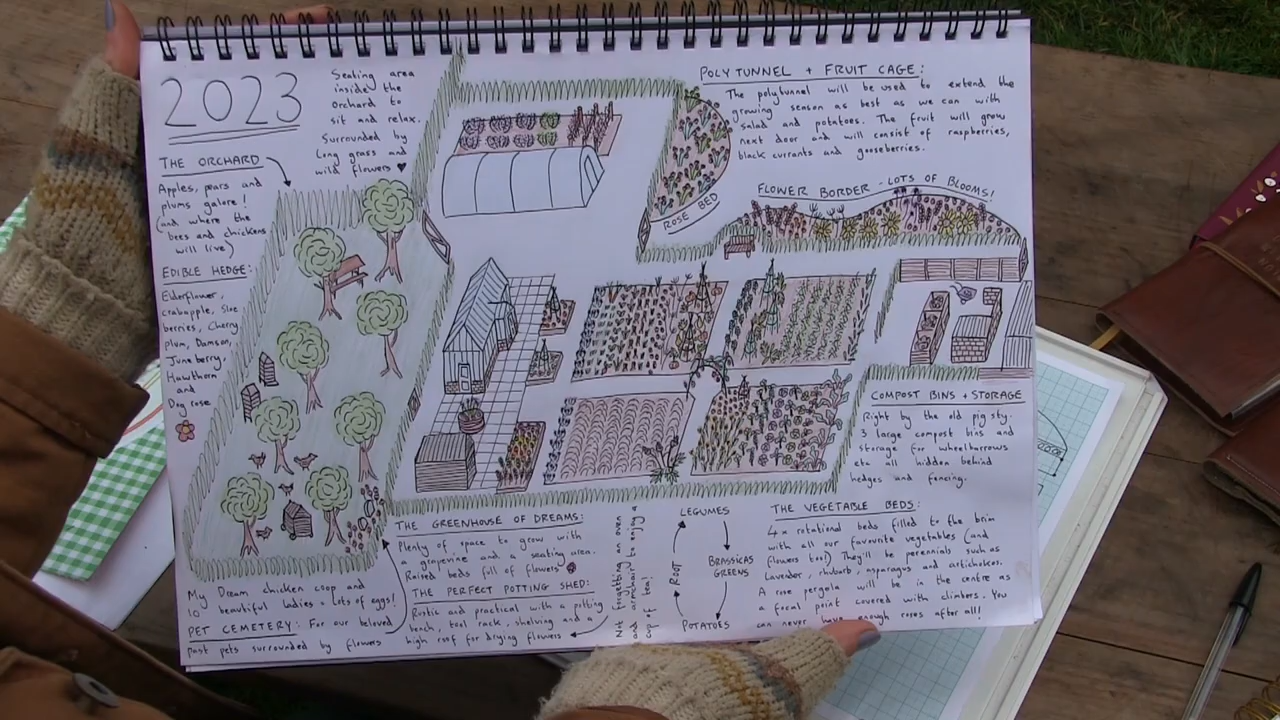 2023
Seating area
inside the
orchard to
sit and relax.
Surrounded by
long grass and
wild flowers
THE ORCHARD
Apples, pears and
plums galore!
(and where the
bees and chickens
will live)
EDIBLE HEDGE:
Elderflower,
crabapple, Sloe
berries, Cherry
plum, Damson,
Juneberry,
Hawthorn
and
Dog rose
POLYTUNNEL + FRUIT CAGE:
The polytunnel will be used to extend the
growing season as best as we can with
salad and potatoes. The fruit will grow
next door and will consist of raspberries,
black currants and gooseberries.
FLOWER BORDER - LOTS OF BLOOMS!
ROSE BED
COMPOST BINS + STORAGE
Right by the old pig sty.
3 large compost bins and
storage for wheelbarrows
etc all hidden behind
hedges and fencing.
My Dream chicken coop and
10 beautiful ladies = Lots of eggs!
PET CEMETERY: For our beloved
past pets surrounded by flowers
THE GREENHOUSE OF DREAMS:
Plenty of space to grow with
a grapevine and a seating area.
Raised beds full of flowers
THE PERFECT POTTING SHED:
Rustic and practical with a potting
bench, tool rack, shelving and a
high roof for drying flowers
Not forgetting an oven
and armchair to enjoy a
cup of tea!
LEGUMES
BRASSICAS
GREENS
POTATOES
ROOT
THE VEGETABLE BEDS:
4x rotational beds filled to the brim
with all our favourite vegetables (and
flowers too!) They'll be perennials such as
Lavender, rhubarb, asparagus and artichokes.
A rose pergola will be in the centre as
a focal point covered with climbers. You
can never have enough roses after all!